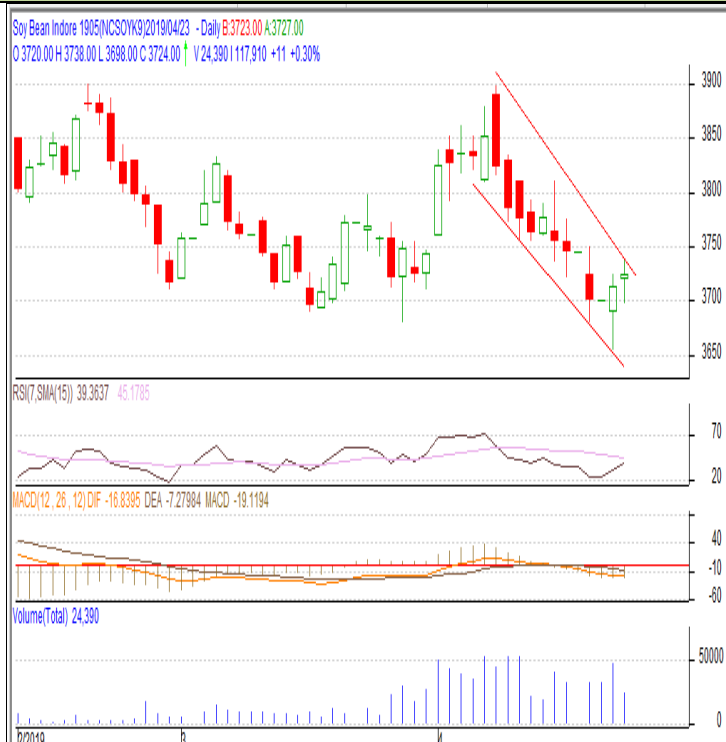 Soy Bean Indore 1905(NCSOYK9)2019/04/23 - Daily B:3723.00 A:3727.00
O 3720.00 H 3738.00 L 3698.00 C 3724.00 V 24,390 I 117,910 +11 +0.30%
3900
3850
3800
3750
3700
3650
RSI(7,SMA(15)) 39.3637 45.1785
70
20
MACD(12 , 26 , 12) DIF -16.8395 DEA -7.27984 MACD -19.1194
40
-10
-60
Volume(Total) 24,390
50000
0
2/2019 3 4